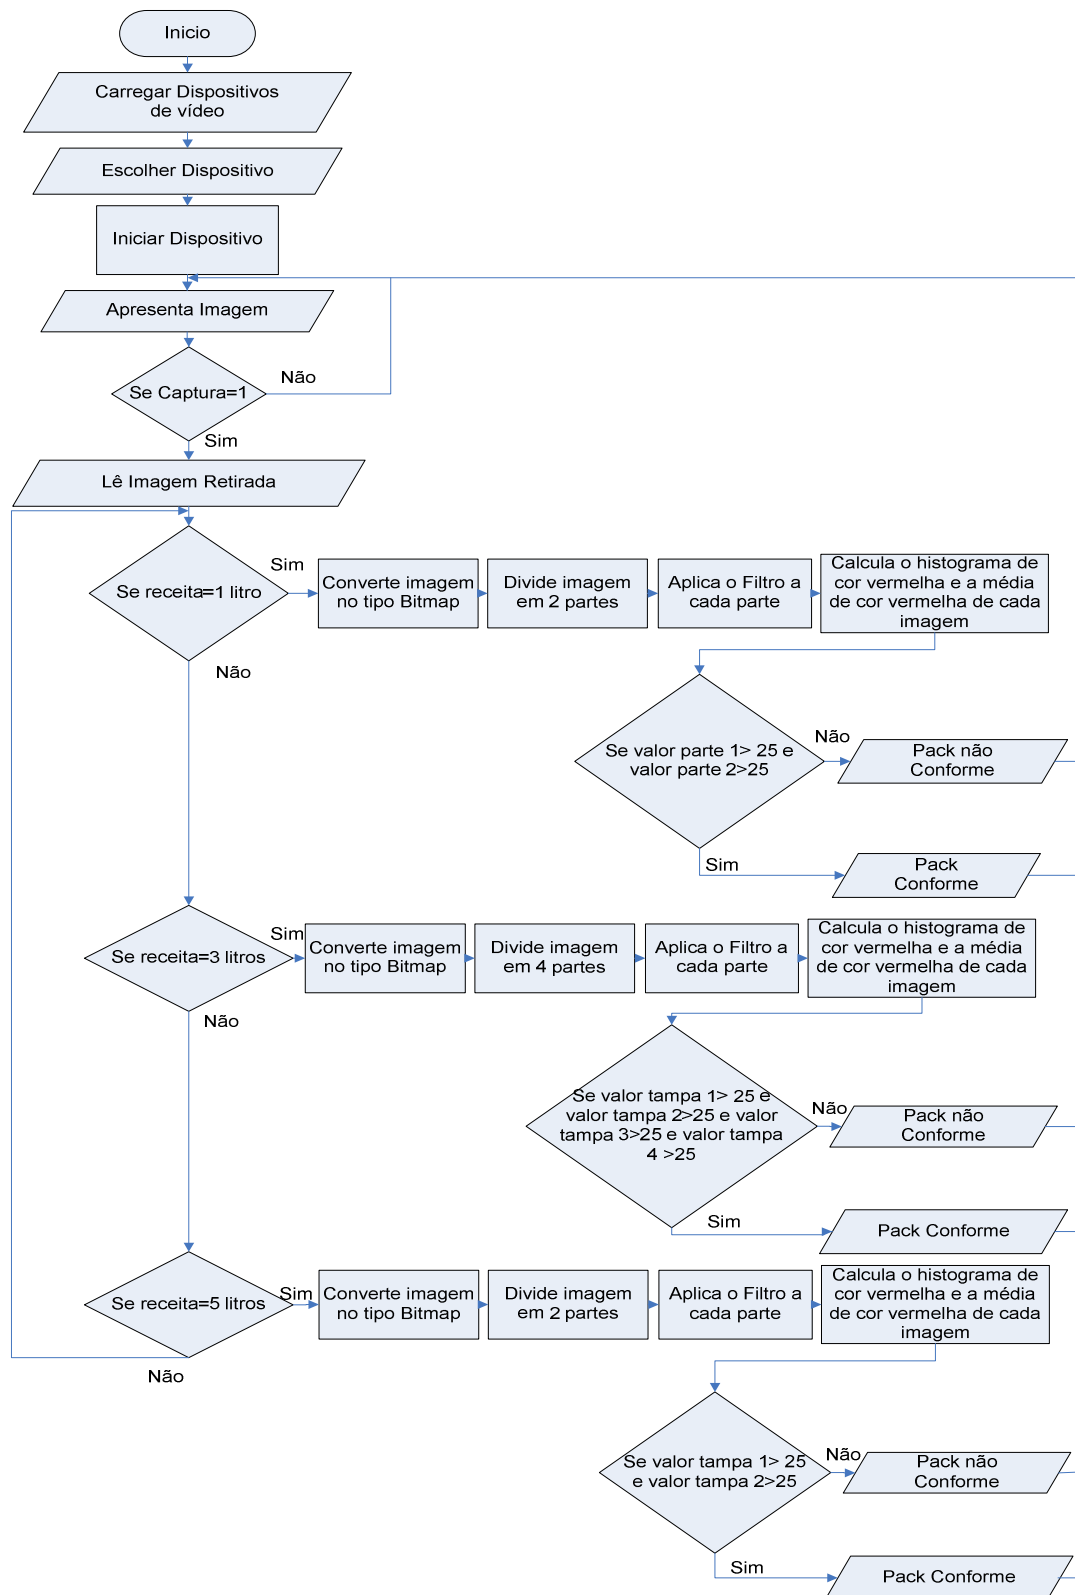 Inicio
Carregar Dispositivos
de vídeo
Escolher Dispositivo
Iniciar Dispositivo
Apresenta Imagem
Se Captura=1
Não
Sim
Lê Imagem Retirada
Se receita=1 litro
Sim
Não
Converte imagem
no tipo Bitmap
Divide imagem
em 2 partes
Aplica o Filtro a
cada parte
Calcula o histograma de
cor vermelha e a média
de cor vermelha de cada
imagem
Se valor parte 1> 25 e
valor parte 2>25
Não
Pack não
Conforme
Sim
Pack
Conforme
Se receita=3 litros
Sim
Não
Converte imagem
no tipo Bitmap
Divide imagem
em 4 partes
Aplica o Filtro a
cada parte
Calcula o histograma de
cor vermelha e a média
de cor vermelha de cada
imagem
Se valor tampa 1> 25 e
valor tampa 2>25 e valor
tampa 3>25 e valor tampa
4 >25
Não
Pack não
Conforme
Sim
Pack Conforme
Se receita=5 litros
Sim
Não
Converte imagem
no tipo Bitmap
Divide imagem
em 2 partes
Aplica o Filtro a
cada parte
Calcula o histograma de
cor vermelha e a média
de cor vermelha de cada
imagem
Se valor tampa 1> 25
e valor tampa 2>25
Não
Pack não
Conforme
Sim
Pack Conforme